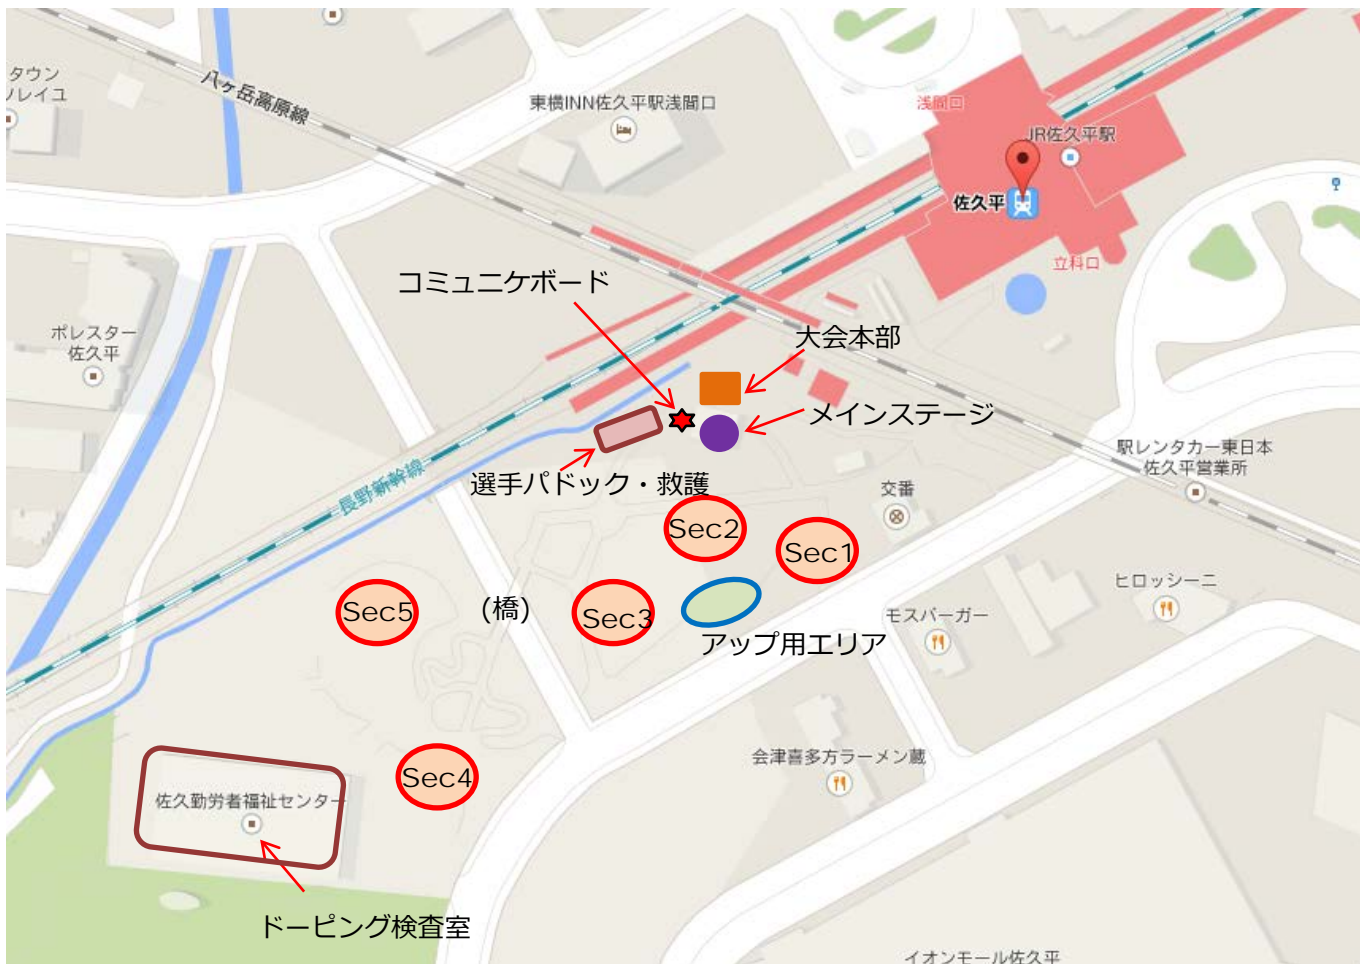 タウン
ノレイユ
八ヶ岳高原線
東横INN佐久平駅浅間口
浅間口
JR佐久平駅
佐久平
立科口
コミュニケボード
大会本部
ポレスター
佐久平
メインステージ
駅レンタカー東日本
佐久平営業所
長野新幹線
選手パドック・救護
交番
Sec2
Sec1
ヒロッシーニ
Sec5
(橋)
Sec3
モスバーガー
アップ用エリア
会津喜多方ラーメン蔵
Sec4
佐久勤労者福祉センター
ドーピング検査室
イオンモール佐久平